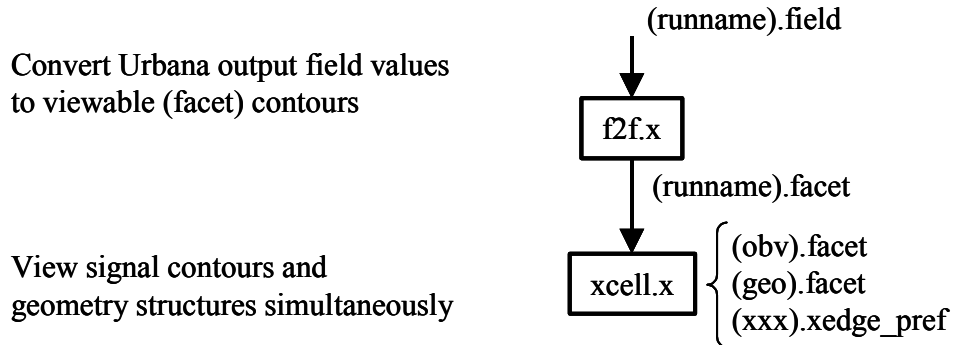 (runname).field
Convert Urbana output field values
to viewable (facet) contours
f2f.x
(runname).facet
View signal contours and
geometry structures simultaneously
xcell.x
(obv).facet
(geo).facet
(xxx).xedge_pref